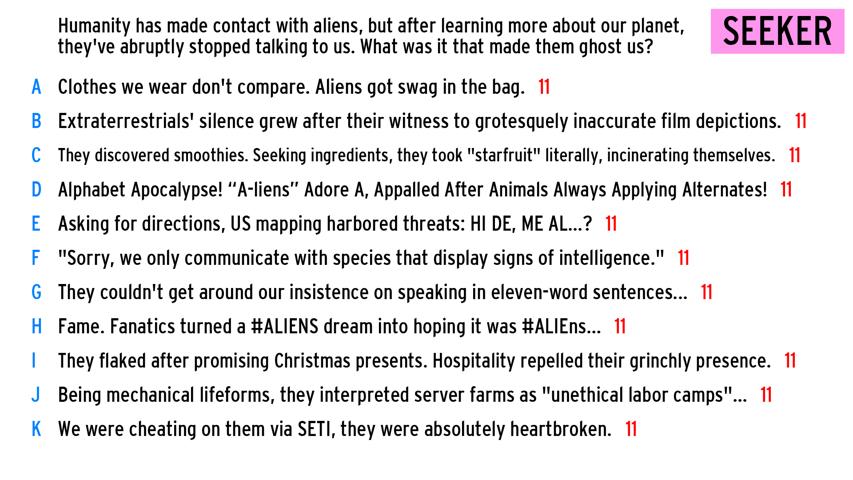 Humanity has made contact with aliens, but after learning more about our planet,
they've abruptly stopped talking to us. What was it that made them ghost us?
SEEKER
A Clothes we wear don't compare. Aliens got swag in the bag. 11
B Extraterrestrials' silence grew after their witness to grotesquely inaccurate film depictions. 11
C They discovered smoothies. Seeking ingredients, they took "starfruit" literally, incinerating themselves. 11
D Alphabet Apocalypse! “A-liens” Adore A, Appalled After Animals Always Applying Alternates! 11
E Asking for directions, US mapping harbored threats: HI DE, ME AL...? 11
F "Sorry, we only communicate with species that display signs of intelligence." 11
G They couldn't get around our insistence on speaking in eleven-word sentences... 11
H Fame. Fanatics turned a #ALIENS dream into hoping it was #ALIEns... 11
I They flaked after promising Christmas presents. Hospitality repelled their grinchly presence. 11
J Being mechanical lifeforms, they interpreted server farms as "unethical labor camps"... 11
K We were cheating on them via SETI, they were absolutely heartbroken. 11